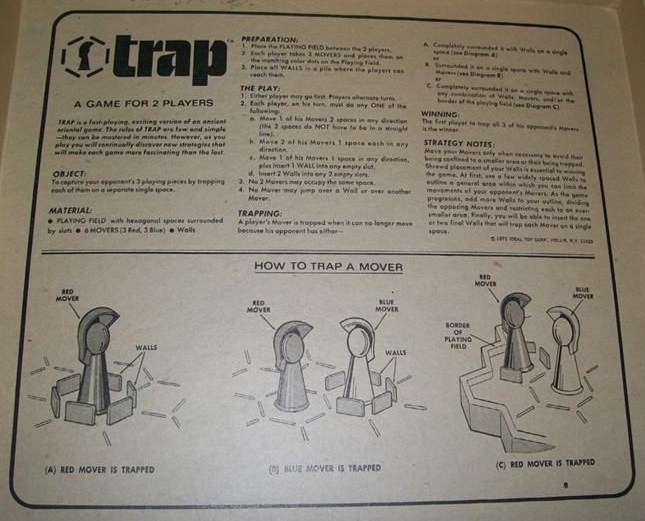 trap
A GAME FOR 2 PLAYERS
TRAP is a fast-playing, exciting version of an ancient
oriental game. The rules of TRAP are few and simple
—they can be mastered in minutes. However, as you
play you will continually discover new strategies that
will make each game more fascinating than the last.
OBJECT:
To capture your opponent's 3 playing pieces by trapping
each of them on a separate single space.
MATERIAL:
● PLAYING FIELD with hexagonal spaces surrounded
by slots ● 6 MOVERS (3 Red, 3 Blue) ● Walls
PREPARATION:
1. Place the PLAYING FIELD between the 2 players.
2. Each player takes 3 MOVERS and places them on
the matching color dots on the Playing Field.
3. Place all WALLS in a pile where the players can
reach them.
THE PLAY:
1. Either player may go first. Players alternate turns.
2. Each player, on his turn, must do any ONE of the
following:
a. Move 1 of his Movers 2 spaces in any direction
(the 2 spaces do NOT have to be in a straight
line).
b. Move 2 of his Movers 1 space each in any
direction.
c. Move 1 of his Movers 1 space in any direction,
plus insert 1 WALL into any empty slot.
d. Insert 2 Walls into any 2 empty slots.
3. No 2 Movers may occupy the same space.
4. No Mover may jump over a Wall or over another
Mover.
TRAPPING:
A player's Mover is trapped when it can no longer move
because his opponent has either—
A. Completely surrounded it with Walls on a single
space (see Diagram A)
or
B. Surrounded it on a single space with Walls and
Movers (see Diagram B)
or
C. Completely surrounded it on a single space with
any combination of Walls, Movers, and/or the
border of the playing field (see Diagram C).
WINNING:
The first player to trap all 3 of his opponent's Movers
is the winner.
STRATEGY NOTES:
Move your Movers only when necessary to avoid their
being confined to a smaller area or their being trapped.
Shrewd placement of your Walls is essential to winning
the game. At first, use a few widely spaced Walls to
outline a general area within which you can limit the
movements of your opponent's Movers. As the game
progresses, add more Walls to your outline, dividing
the opposing Movers and restricting each to an ever-
smaller area. Finally, you will be able to insert the one
or two final Walls that will trap each Mover on a single
space.
© IDEAL TOY CORP., HOLLIS, N.Y. 11423
HOW TO TRAP A MOVER
RED
MOVER
WALLS
(A) RED MOVER IS TRAPPED
RED
MOVER
BLUE
MOVER
WALLS
(B) BLUE MOVER IS TRAPPED
RED
MOVER
BLUE
MOVER
BORDER
OF
PLAYING
FIELD
(C) RED MOVER IS TRAPPED